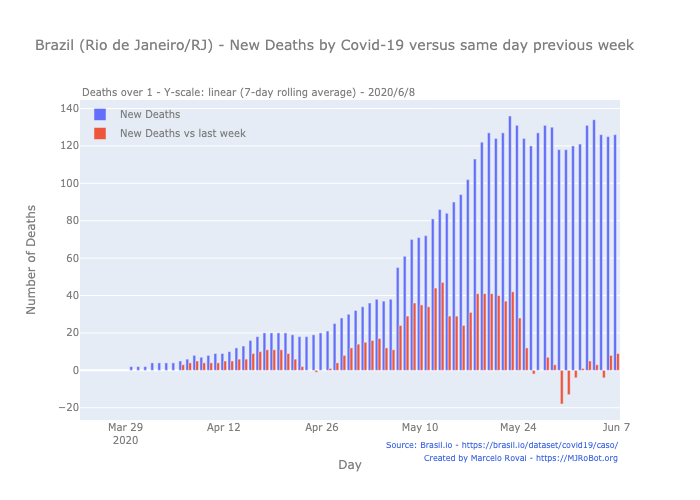 Brazil (Rio de Janeiro/RJ) - New Deaths by Covid-19 versus same day previous week
Deaths over 1 - Y-scale: linear (7-day rolling average) - 2020/6/8
New Deaths
New Deaths vs last week
140
120
100
80
60
40
20
0
−20
Number of Deaths
Mar 29
2020
Apr 12
Apr 26
May 10
May 24
Jun 7
Day
Source: Brasil.io - https://brasil.io/dataset/covid19/caso/
Created by Marcelo Rovai - https://MJRoBot.org